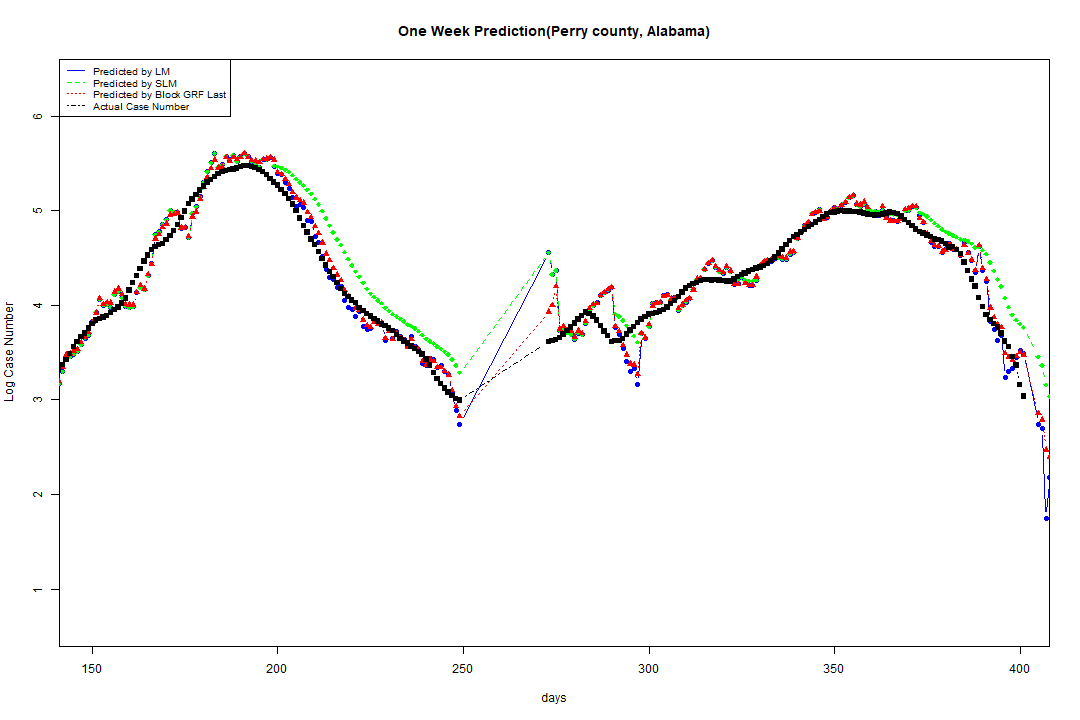 One Week Prediction(Perry county, Alabama)
Predicted by LM
Predicted by SLM
Predicted by Block GRF Last
Actual Case Number
Log Case Number
6
5
4
3
2
1
150 200 250 300 350 400
days